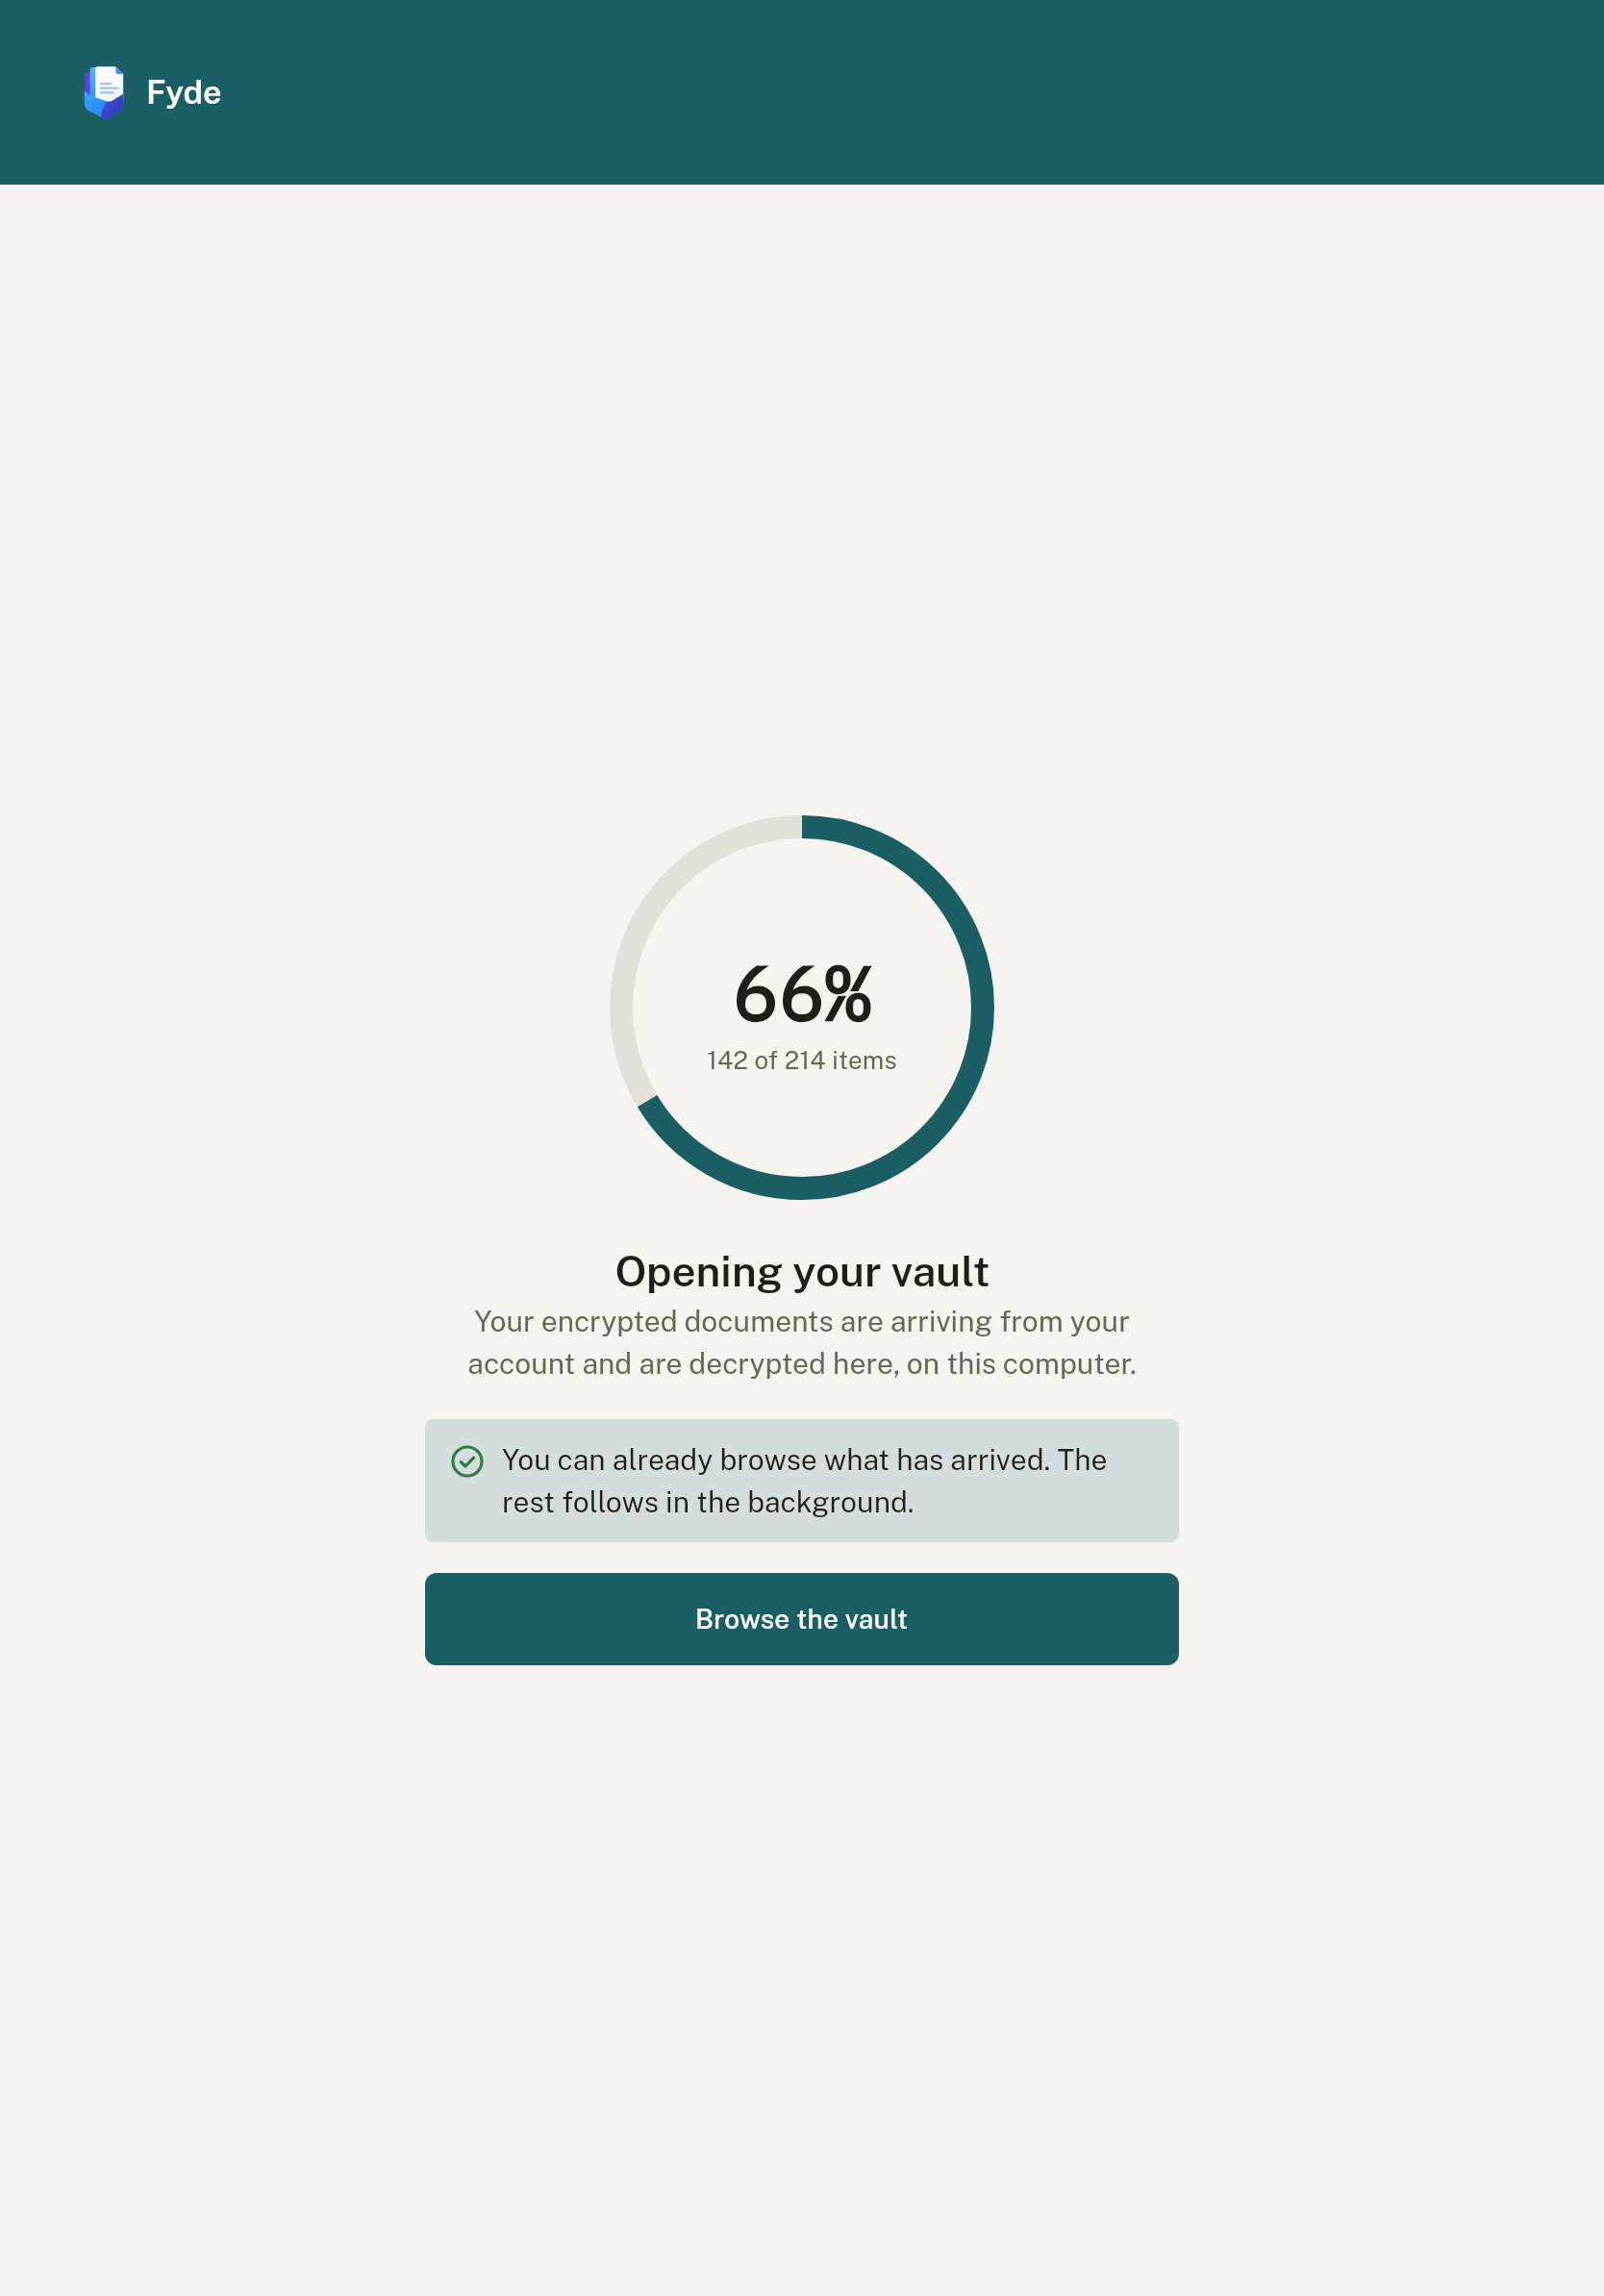 Fyde
66%
142 of 214 items
Opening your vault
Your encrypted documents are arriving from your
account and are decrypted here, on this computer.
You can already browse what has arrived. The
rest follows in the background.
Browse the vault